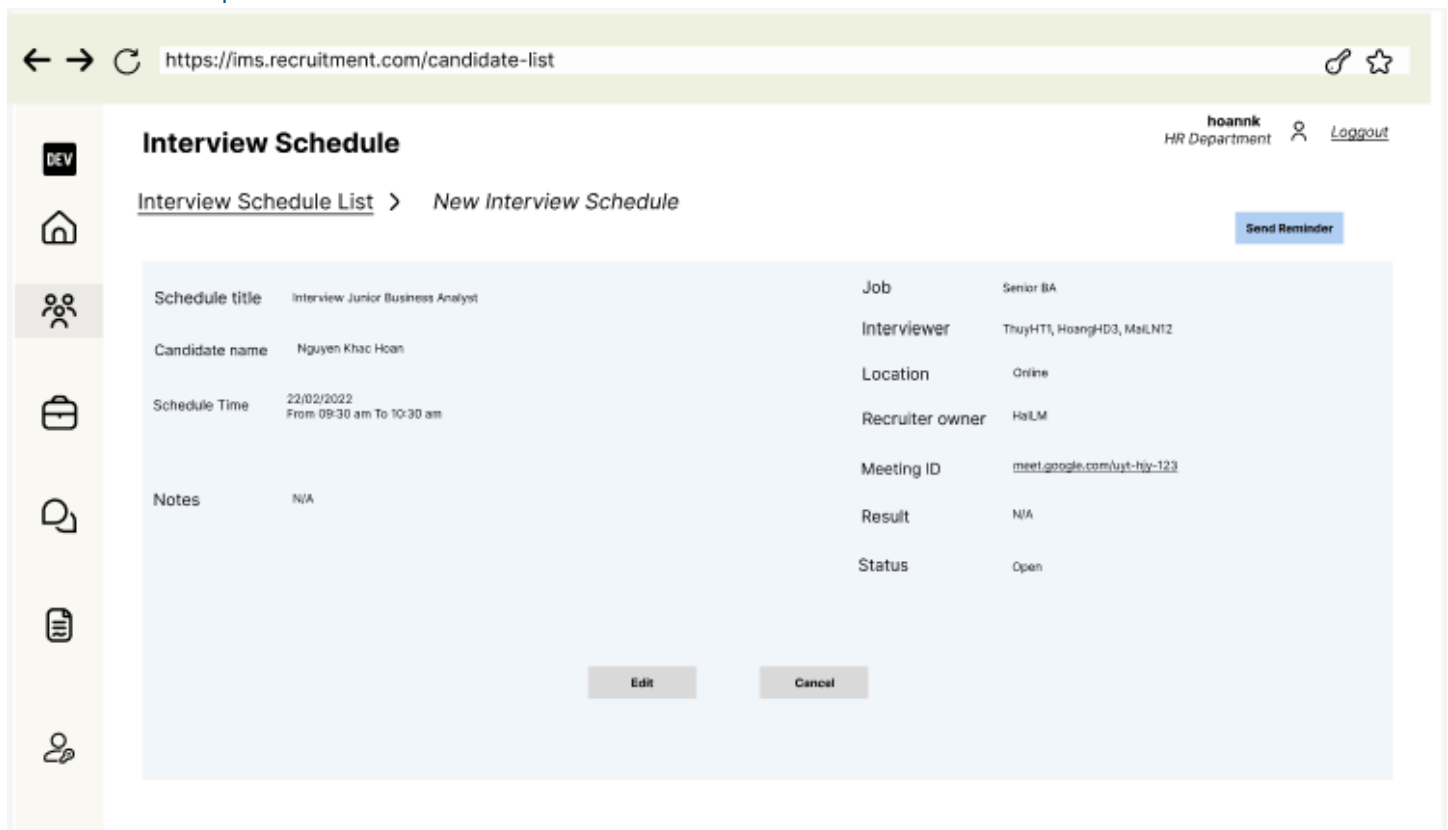 https://ims.recruitment.com/candidate-list
DEV
Interview Schedule
hoannk
HR Department
Loggout
Interview Schedule List > New Interview Schedule
Send Reminder
Schedule title Interview Junior Business Analyst
Candidate name Nguyen Khac Hoan
Schedule Time 22/02/2022
From 09:30 am To 10:30 am
Notes N/A
Job Senior BA
Interviewer ThuyHT1, HoangHD3, MaiLN12
Location Online
Recruiter owner HaiLM
Meeting ID meet.google.com/uyt-hjy-123
Result N/A
Status Open
Edit Cancel